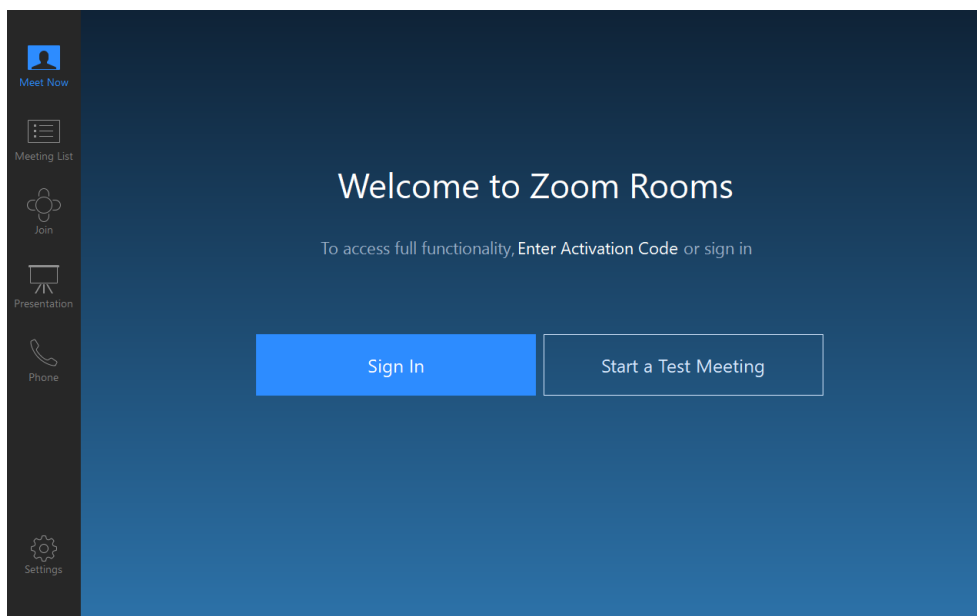 Meet Now
Meeting List
Join
Presentation
Phone
Settings
Welcome to Zoom Rooms
To access full functionality, Enter Activation Code or sign in
Sign In
Start a Test Meeting